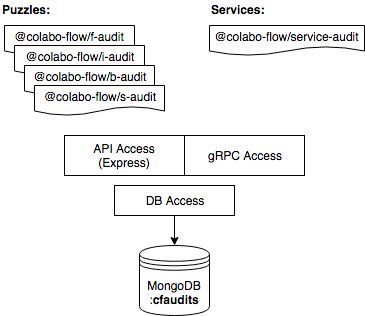 Puzzles:
Services:
@colabo-flow/f-audit
@colabo-flow/i-audit
@colabo-flow/b-audit
@colabo-flow/s-audit
@colabo-flow/service-audit
API Access
(Express)
gRPC Access
DB Access
MongoDB
:cfaudits